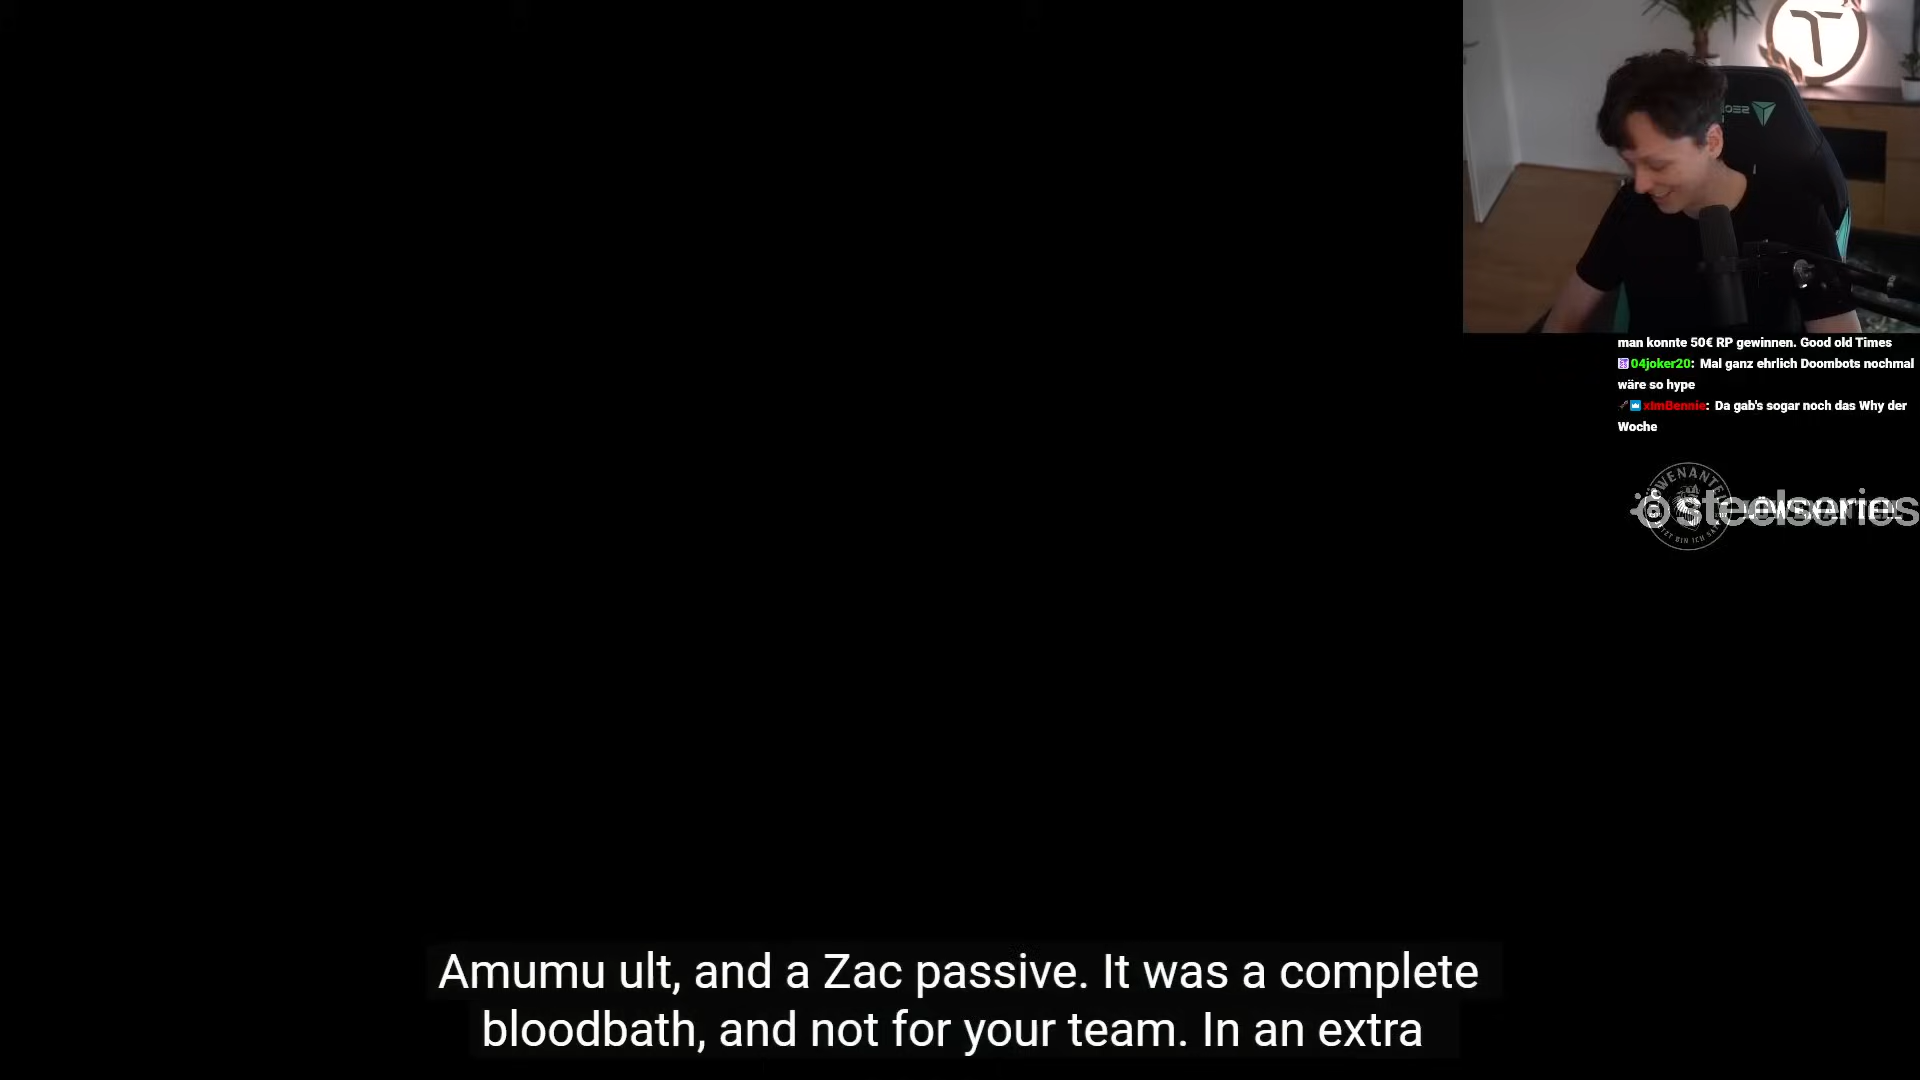 man konnte 50€ RP gewinnen. Good old Times
04joker20: Mal ganz ehrlich Doombots nochmal
wäre so hype
xImBennie: Da gab's sogar noch das Why der
Woche
steelseries
LÖWENANTEIL
Amumu ult, and a Zac passive. It was a complete
bloodbath, and not for your team. In an extra